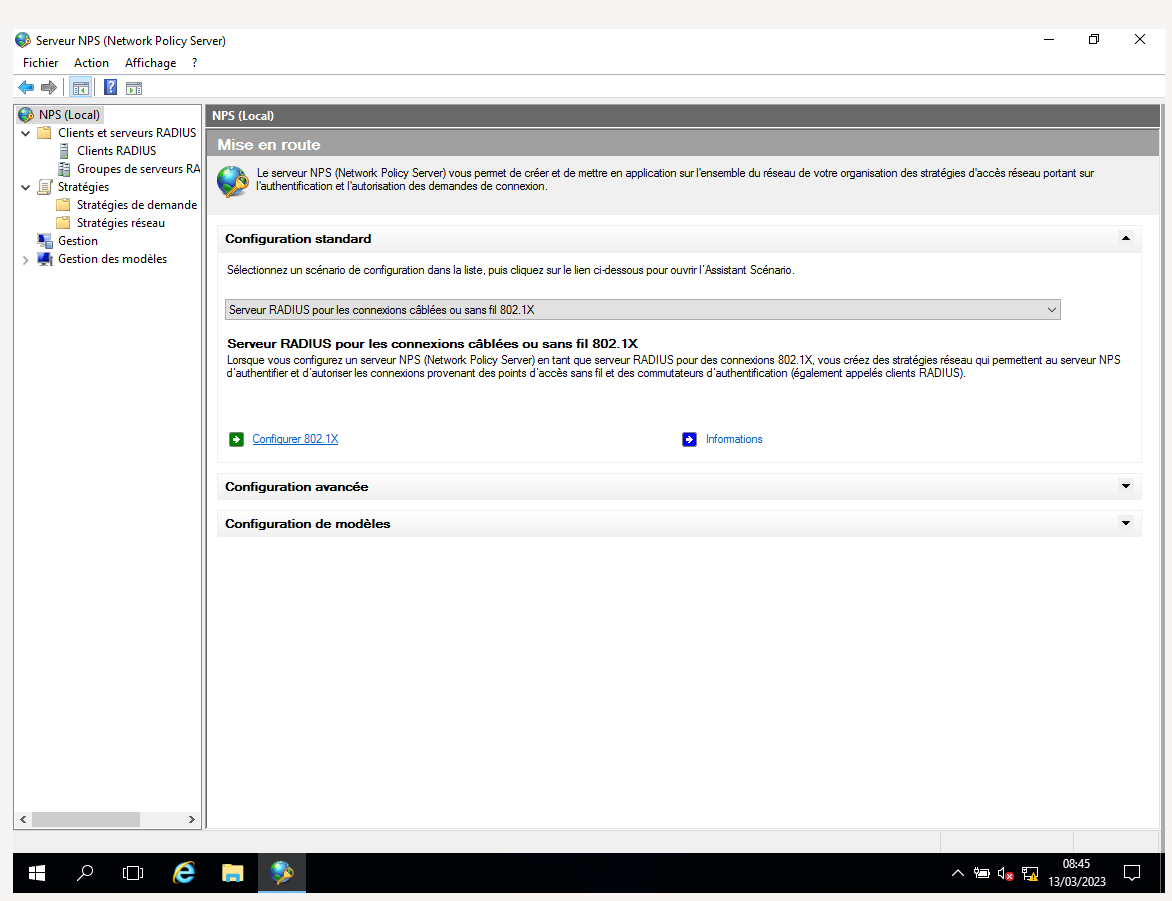 Serveur NPS (Network Policy Server)
Fichier Action Affichage ?
NPS (Local)
Clients et serveurs RADIUS
Clients RADIUS
Groupes de serveurs RA
Stratégies
Stratégies de demande
Stratégies réseau
Gestion
Gestion des modèles
NPS (Local)
Mise en route
Le serveur NPS (Network Policy Server) vous permet de créer et de mettre en application sur l'ensemble du réseau de votre organisation des stratégies d'accès réseau portant sur
l'authentification et l'autorisation des demandes de connexion.
Configuration standard
Sélectionnez un scénario de configuration dans la liste, puis cliquez sur le lien ci-dessous pour ouvrir l'Assistant Scénario.
Serveur RADIUS pour les connexions câblées ou sans fil 802.1X
Serveur RADIUS pour les connexions câblées ou sans fil 802.1X
Lorsque vous configurez un serveur NPS (Network Policy Server) en tant que serveur RADIUS pour des connexions 802.1X, vous créez des stratégies réseau qui permettent au serveur NPS
d'authentifier et d'autoriser les connexions provenant des points d'accès sans fil et des commutateurs d'authentification (également appelés clients RADIUS).
Configurer 802.1X
Informations
Configuration avancée
Configuration de modèles
08:45
13/03/2023